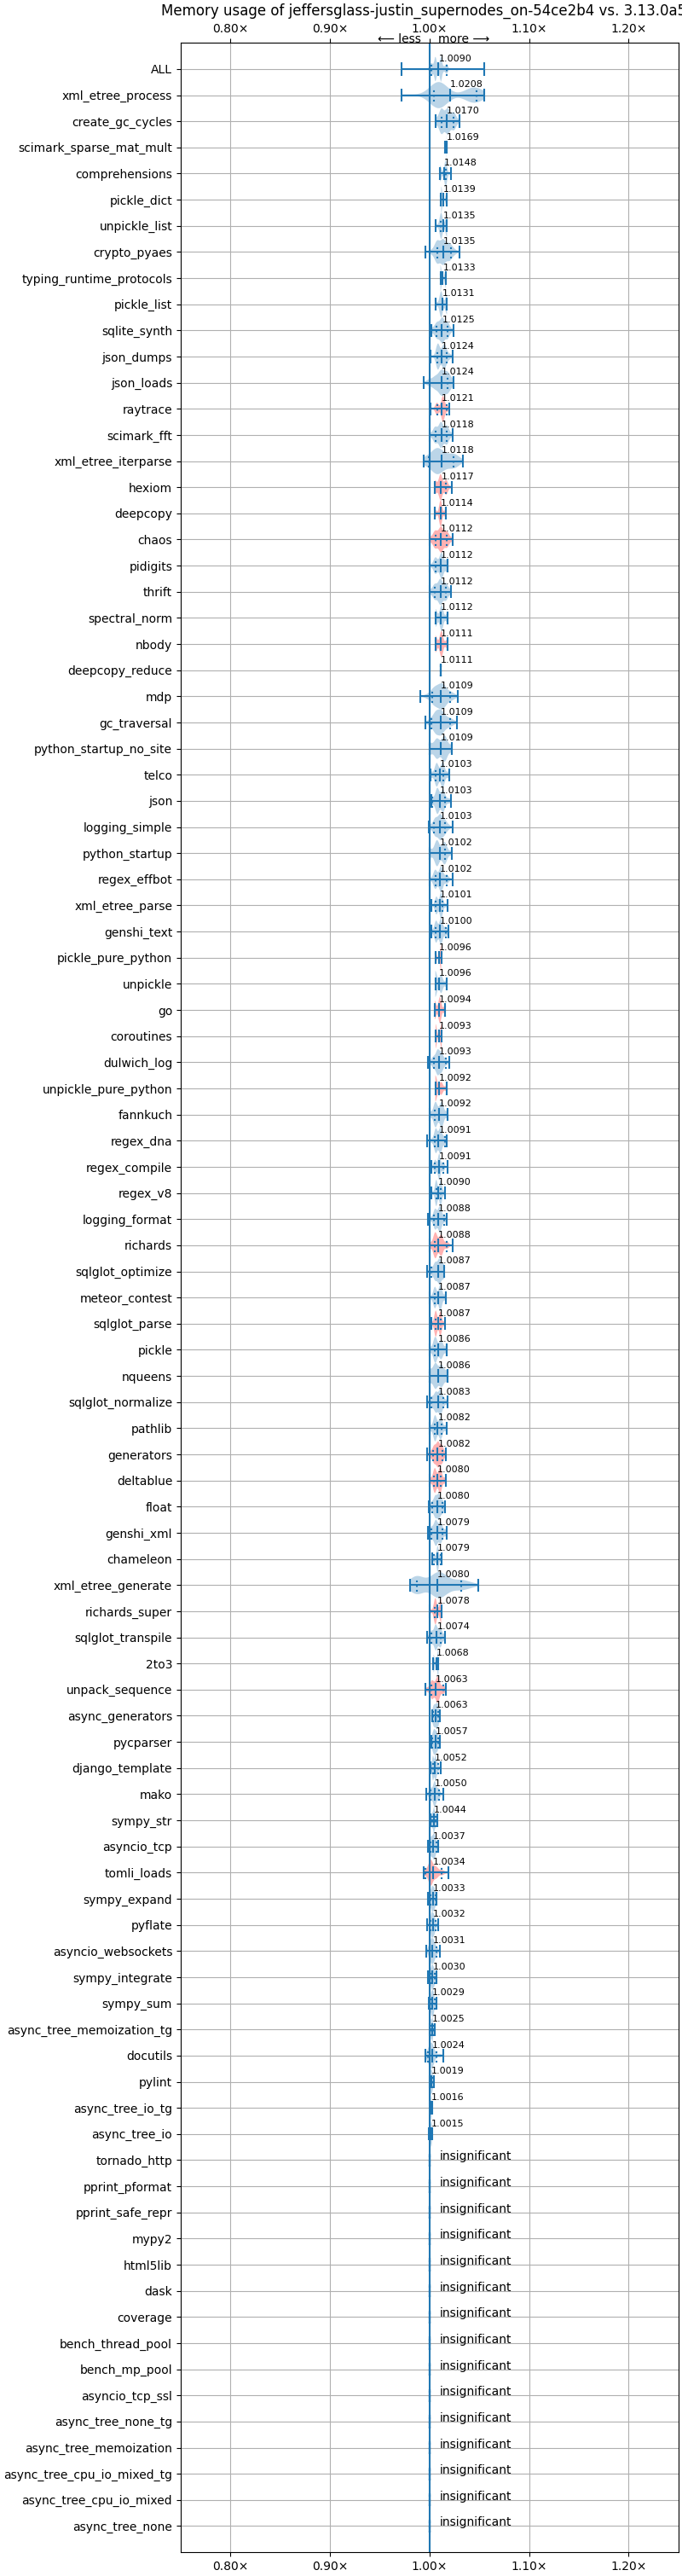 Memory usage of jeffersglass-justin_supernodes_on-54ce2b4 vs. 3.13.0a5
0.80× 0.90× 1.00× 1.10× 1.20×
← less more →
ALL 1.0090
xml_etree_process 1.0208
create_gc_cycles 1.0170
scimark_sparse_mat_mult 1.0169
comprehensions 1.0148
pickle_dict 1.0139
unpickle_list 1.0135
crypto_pyaes 1.0135
typing_runtime_protocols 1.0133
pickle_list 1.0131
sqlite_synth 1.0125
json_dumps 1.0124
json_loads 1.0124
raytrace 1.0121
scimark_fft 1.0118
xml_etree_iterparse 1.0118
hexiom 1.0117
deepcopy 1.0114
chaos 1.0112
pidigits 1.0112
thrift 1.0112
spectral_norm 1.0112
nbody 1.0111
deepcopy_reduce 1.0111
mdp 1.0109
gc_traversal 1.0109
python_startup_no_site 1.0109
telco 1.0103
json 1.0103
logging_simple 1.0103
python_startup 1.0102
regex_effbot 1.0102
xml_etree_parse 1.0101
genshi_text 1.0100
pickle_pure_python 1.0096
unpickle 1.0096
go 1.0094
coroutines 1.0093
dulwich_log 1.0093
unpickle_pure_python 1.0092
fannkuch 1.0092
regex_dna 1.0091
regex_compile 1.0091
regex_v8 1.0090
logging_format 1.0088
richards 1.0088
sqlglot_optimize 1.0087
meteor_contest 1.0087
sqlglot_parse 1.0087
pickle 1.0086
nqueens 1.0086
sqlglot_normalize 1.0083
pathlib 1.0082
generators 1.0082
deltablue 1.0080
float 1.0080
genshi_xml 1.0079
chameleon 1.0079
xml_etree_generate 1.0080
richards_super 1.0078
sqlglot_transpile 1.0074
2to3 1.0068
unpack_sequence 1.0063
async_generators 1.0063
pycparser 1.0057
django_template 1.0052
mako 1.0050
sympy_str 1.0044
asyncio_tcp 1.0037
tomli_loads 1.0034
sympy_expand 1.0033
pyflate 1.0032
asyncio_websockets 1.0031
sympy_integrate 1.0030
sympy_sum 1.0029
async_tree_memoization_tg 1.0025
docutils 1.0024
pylint 1.0019
async_tree_io_tg 1.0016
async_tree_io 1.0015
tornado_http insignificant
pprint_pformat insignificant
pprint_safe_repr insignificant
mypy2 insignificant
html5lib insignificant
dask insignificant
coverage insignificant
bench_thread_pool insignificant
bench_mp_pool insignificant
asyncio_tcp_ssl insignificant
async_tree_none_tg insignificant
async_tree_memoization insignificant
async_tree_cpu_io_mixed_tg insignificant
async_tree_cpu_io_mixed insignificant
async_tree_none insignificant
0.80× 0.90× 1.00× 1.10× 1.20×